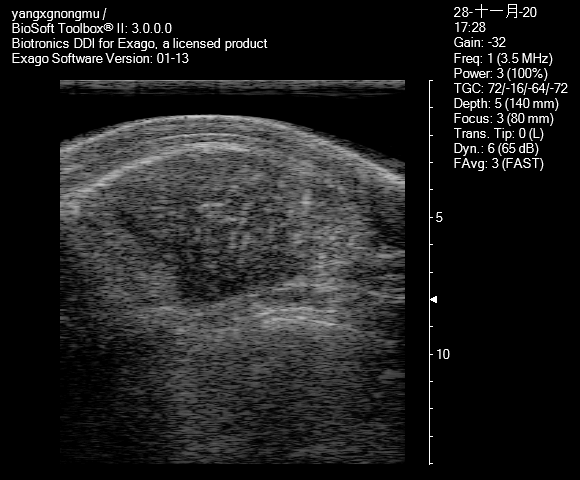 yangxgnongmu /
BioSoft Toolbox® II: 3.0.0.0
Biotronics DDI for Exago, a licensed product
Exago Software Version: 01-13
28-十一月-20
17:28
Gain: -32
Freq: 1 (3.5 MHz)
Power: 3 (100%)
TGC: 72/-16/-64/-72
Depth: 5 (140 mm)
Focus: 3 (80 mm)
Trans. Tip: 0 (L)
Dyn.: 6 (65 dB)
FAvg: 3 (FAST)
5
10